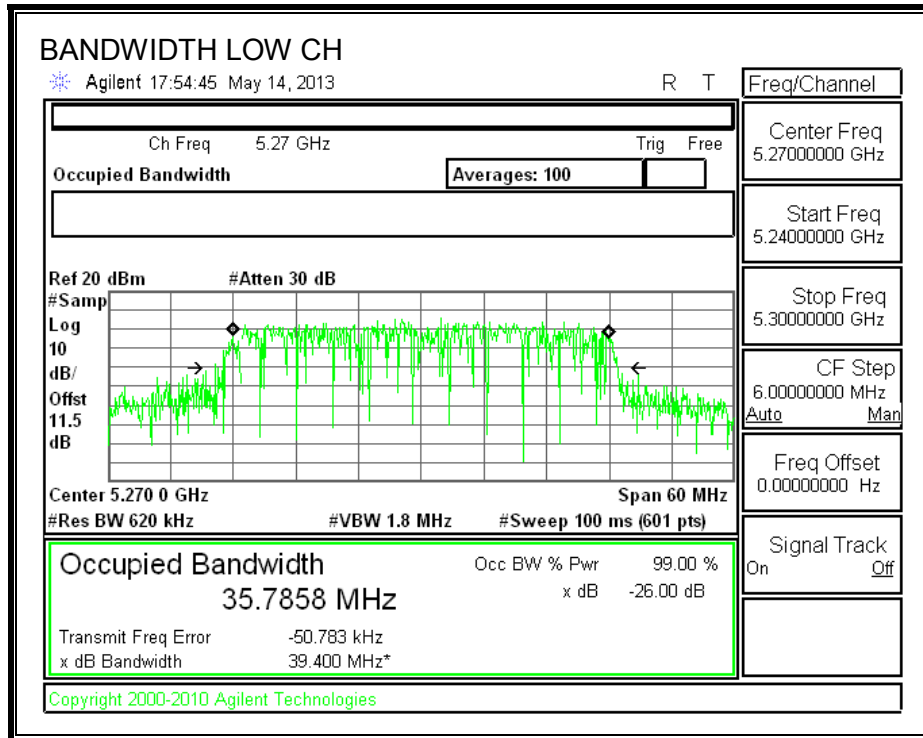 BANDWIDTH LOW CH
Agilent 17:54:45 May 14, 2013 R T
Ch Freq 5.27 GHz Trig Free
Occupied Bandwidth Averages: 100
Ref 20 dBm #Atten 30 dB
#Samp
Log
10
dB/
Offst
11.5
dB
Center 5.270 0 GHz Span 60 MHz
#Res BW 620 kHz #VBW 1.8 MHz #Sweep 100 ms (601 pts)
Occupied Bandwidth Occ BW % Pwr 99.00 %
35.7858 MHz x dB -26.00 dB
Transmit Freq Error -50.783 kHz
x dB Bandwidth 39.400 MHz*
Copyright 2000-2010 Agilent Technologies
Freq/Channel
Center Freq
5.27000000 GHz
Start Freq
5.24000000 GHz
Stop Freq
5.30000000 GHz
CF Step
6.00000000 MHz
Auto Man
Freq Offset
0.00000000 Hz
Signal Track
On Off